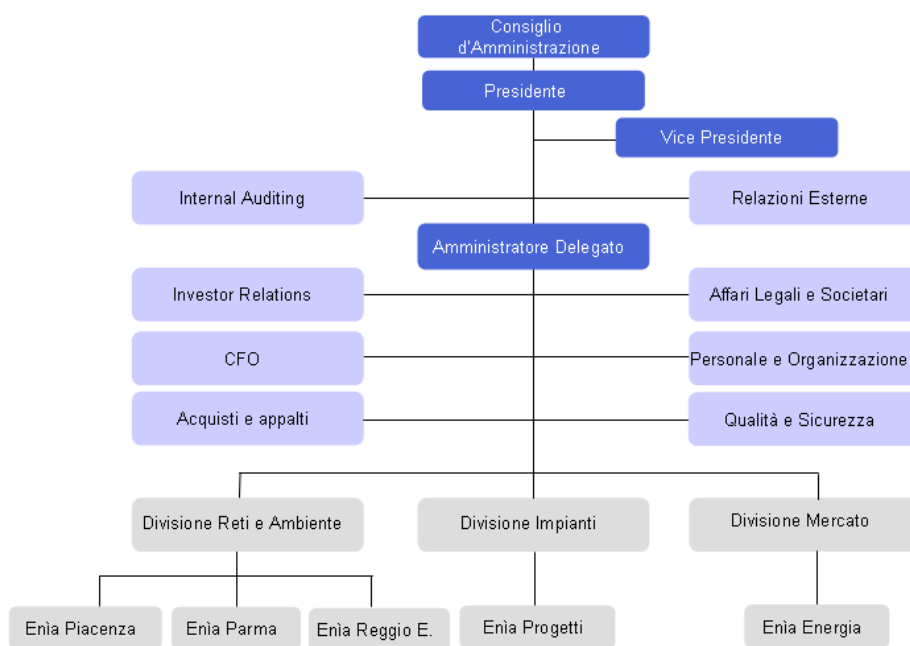 Consiglio
d'Amministrazione
Presidente
Vice Presidente
Internal Auditing
Relazioni Esterne
Amministratore Delegato
Investor Relations
Affari Legali e Societari
CFO
Personale e Organizzazione
Acquisti e appalti
Qualità e Sicurezza
Divisione Reti e Ambiente
Divisione Impianti
Divisione Mercato
Enìa Piacenza
Enìa Parma
Enìa Reggio E.
Enìa Progetti
Enìa Energia